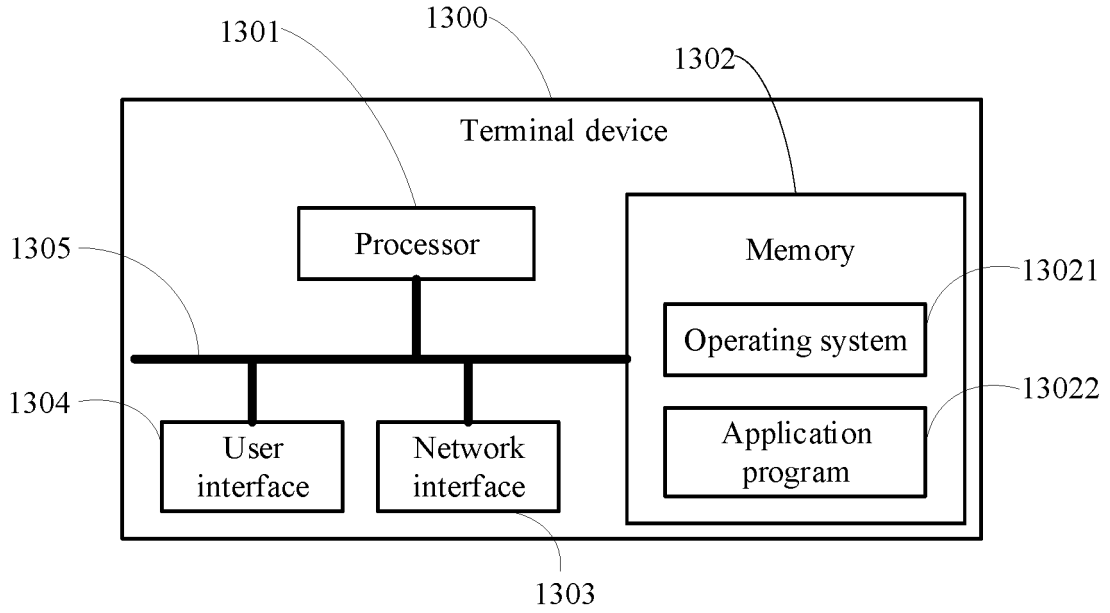 1300
1301
1302
Terminal device
Processor
1305
Memory
13021
Operating system
13022
1304
Application
program
User
interface
Network
interface
1303